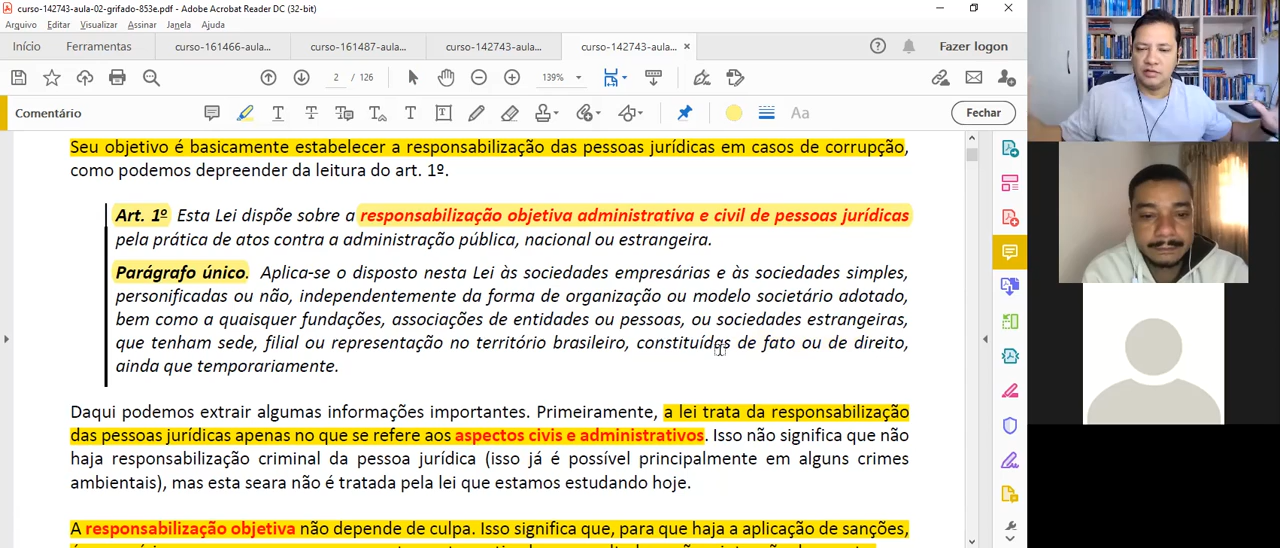 curso-142743-aula-02-grifado-853e.pdf - Adobe Acrobat Reader DC (32-bit)
Arquivo Editar Visualizar Assinar Janela Ajuda
Início Ferramentas curso-161466-aula... curso-161487-aula... curso-142743-aula... curso-142743-aula... × Fazer logon
2 / 126 139%
Comentário Aa Fechar
Seu objetivo é basicamente estabelecer a responsabilização das pessoas jurídicas em casos de corrupção,
como podemos depreender da leitura do art. 1º.
Art. 1º Esta Lei dispõe sobre a responsabilização objetiva administrativa e civil de pessoas jurídicas
pela prática de atos contra a administração pública, nacional ou estrangeira.
Parágrafo único. Aplica-se o disposto nesta Lei às sociedades empresárias e às sociedades simples,
personificadas ou não, independentemente da forma de organização ou modelo societário adotado,
bem como a quaisquer fundações, associações de entidades ou pessoas, ou sociedades estrangeiras,
que tenham sede, filial ou representação no território brasileiro, constituídas de fato ou de direito,
ainda que temporariamente.
Daqui podemos extrair algumas informações importantes. Primeiramente, a lei trata da responsabilização
das pessoas jurídicas apenas no que se refere aos aspectos civis e administrativos. Isso não significa que não
haja responsabilização criminal da pessoa jurídica (isso já é possível principalmente em alguns crimes
ambientais), mas esta seara não é tratada pela lei que estamos estudando hoje.
A responsabilização objetiva não depende de culpa. Isso significa que, para que haja a aplicação de sanções,